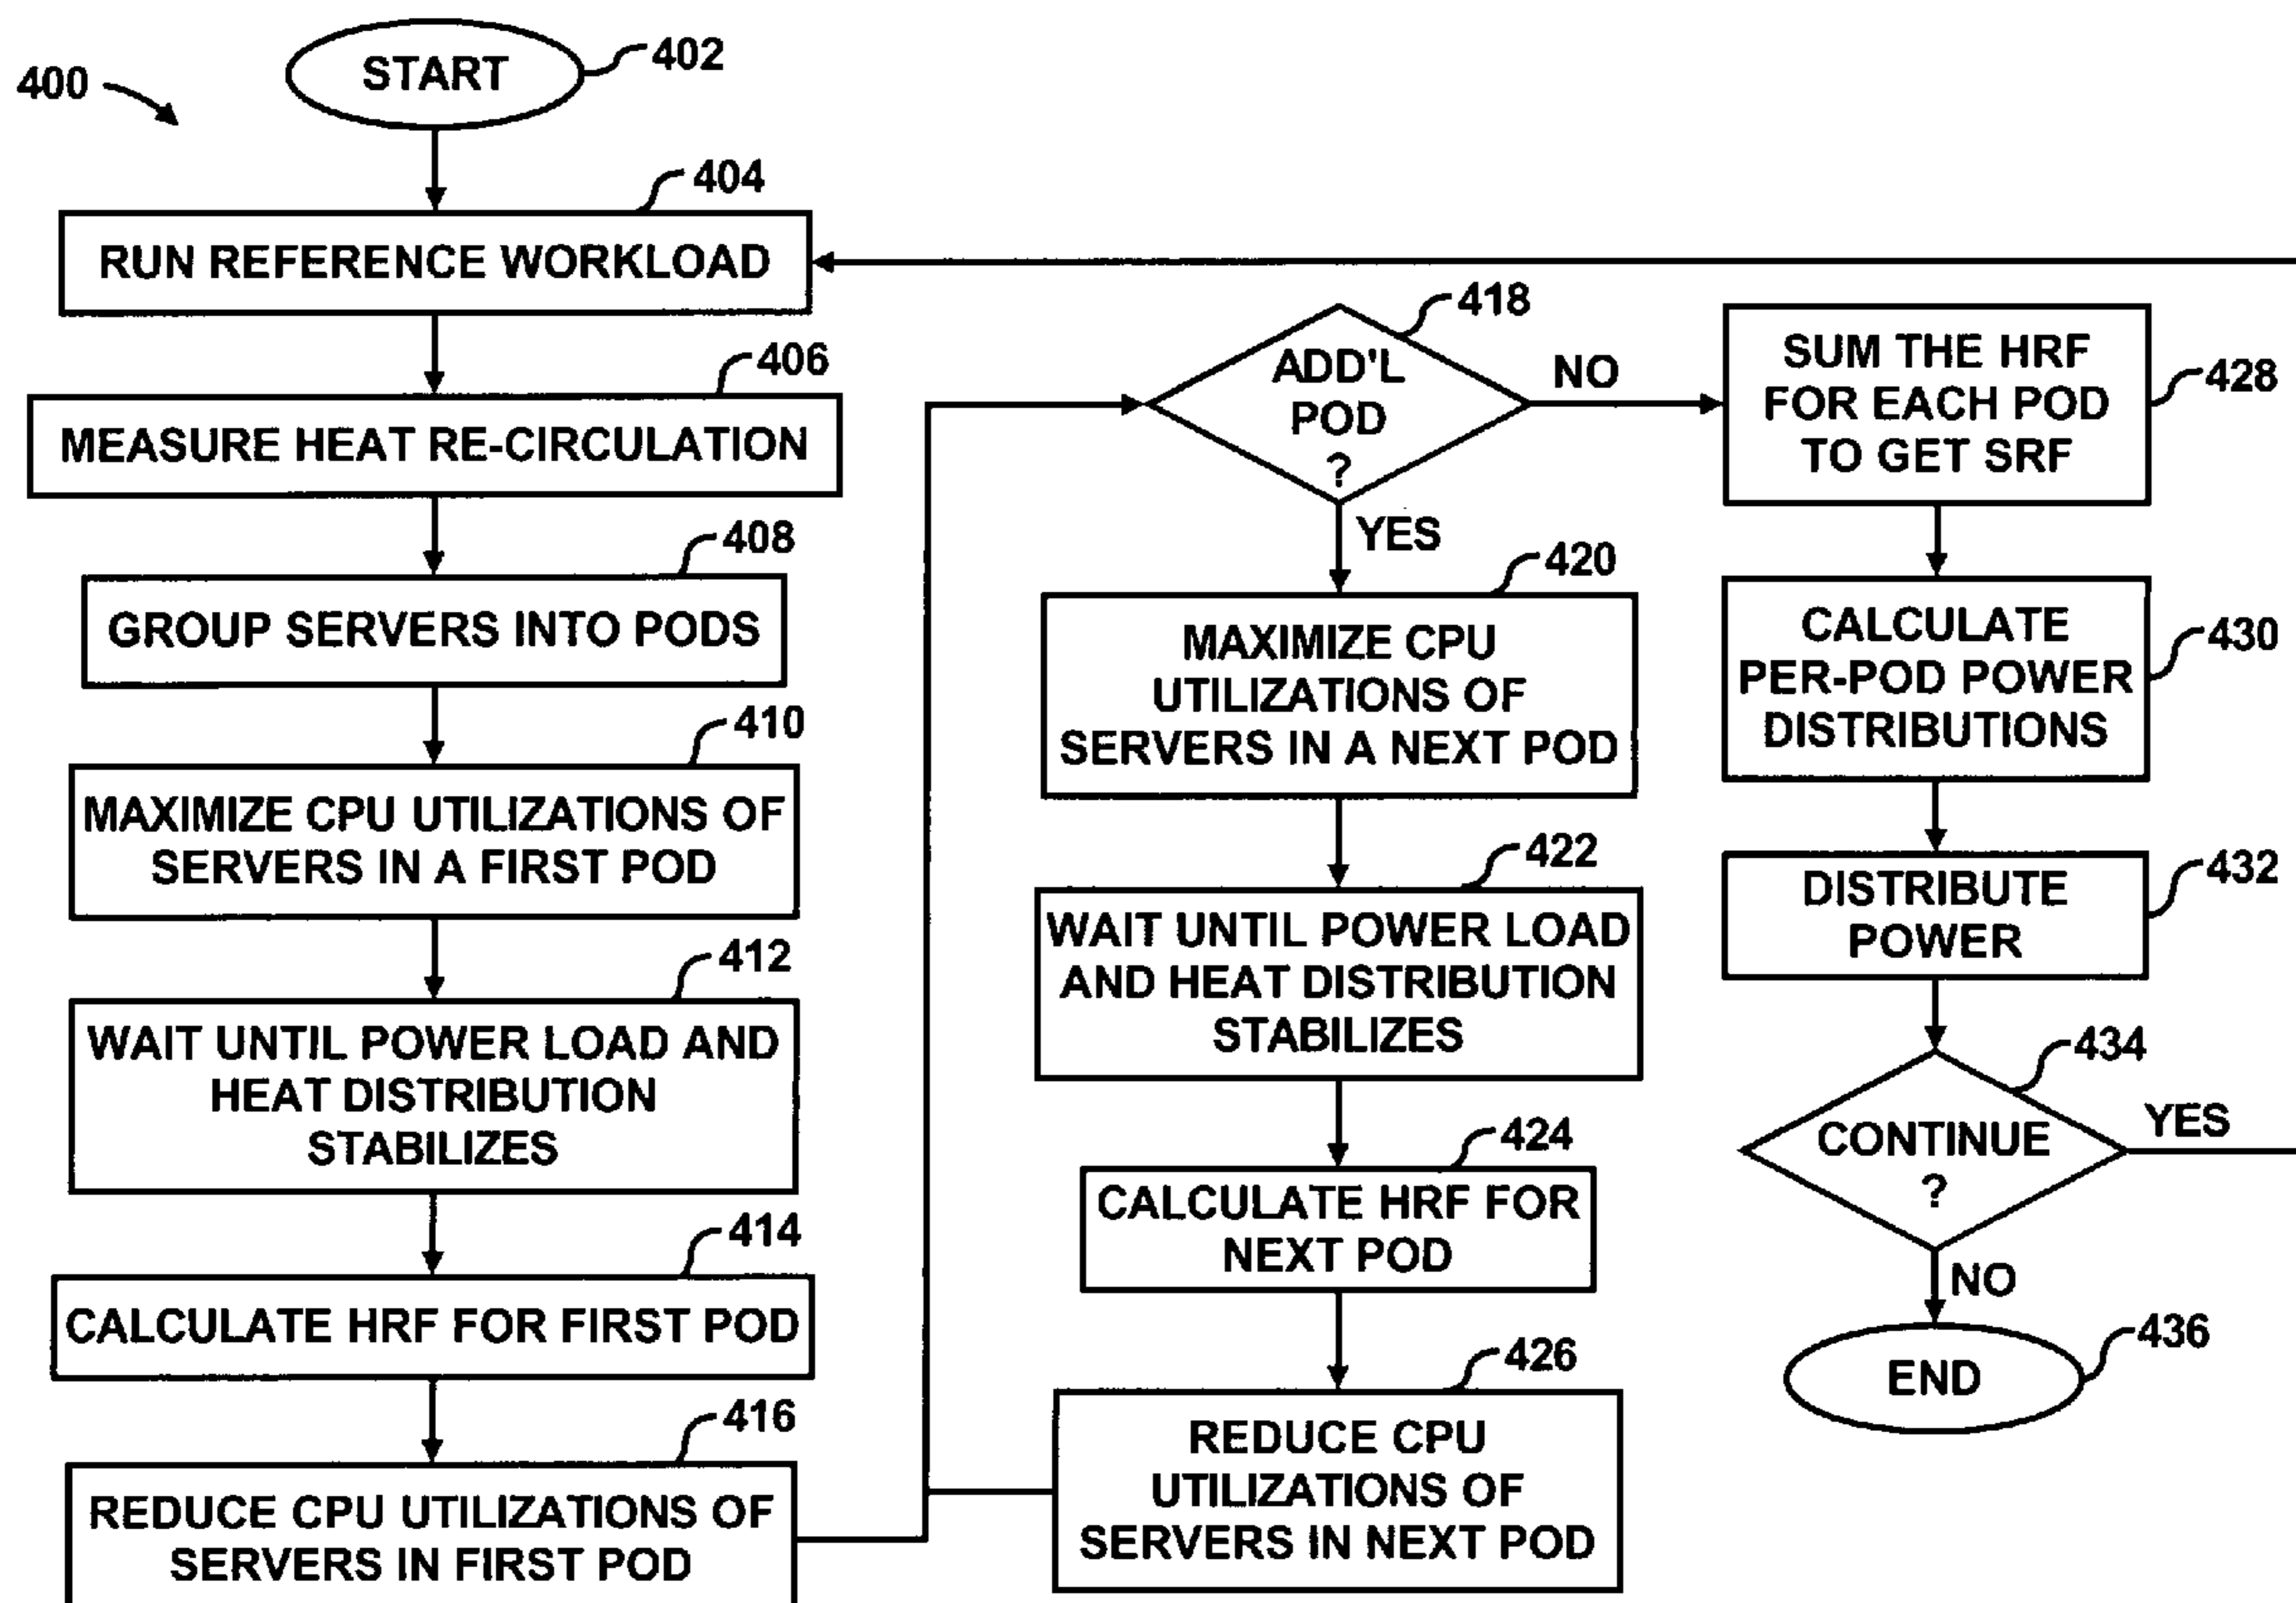 400
START
402
404
RUN REFERENCE WORKLOAD
406
MEASURE HEAT RE-CIRCULATION
408
GROUP SERVERS INTO PODS
410
MAXIMIZE CPU UTILIZATIONS OF
SERVERS IN A FIRST POD
412
WAIT UNTIL POWER LOAD AND
HEAT DISTRIBUTION
STABILIZES
414
CALCULATE HRF FOR FIRST POD
416
REDUCE CPU UTILIZATIONS OF
SERVERS IN FIRST POD
418
ADD'L
POD
?
NO
YES
420
MAXIMIZE CPU
UTILIZATIONS OF
SERVERS IN A NEXT POD
422
WAIT UNTIL POWER LOAD
AND HEAT DISTRIBUTION
STABILIZES
424
CALCULATE HRF FOR
NEXT POD
426
REDUCE CPU
UTILIZATIONS OF
SERVERS IN NEXT POD
SUM THE HRF
FOR EACH POD
TO GET SRF
428
CALCULATE
PER-POD POWER
DISTRIBUTIONS
430
DISTRIBUTE
POWER
432
434
CONTINUE
?
YES
NO
436
END